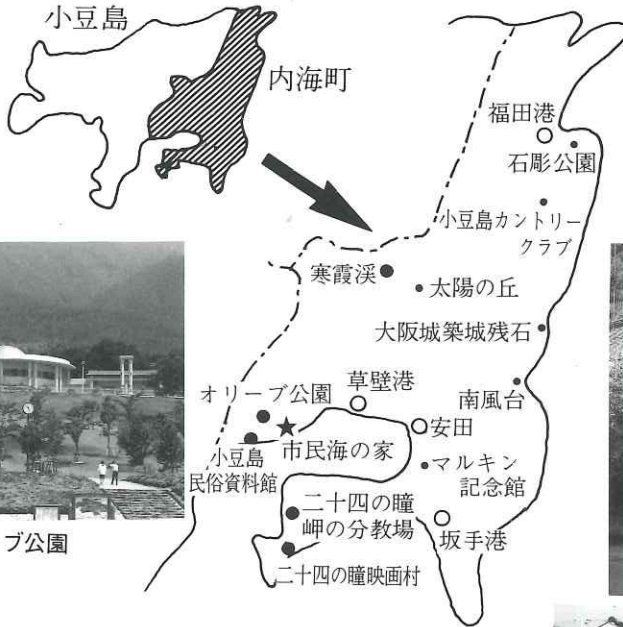 小豆島
内海町
福田港
石彫公園
小豆島カントリー
クラブ
寒霞渓
太陽の丘
大阪城築城残石
南風台
オリーブ公園
草壁港
安田
市民海の家
小豆島
民俗資料館
マルキン
記念館
二十四の瞳
岬の分教場
坂手港
二十四の瞳映画村
ブ公園